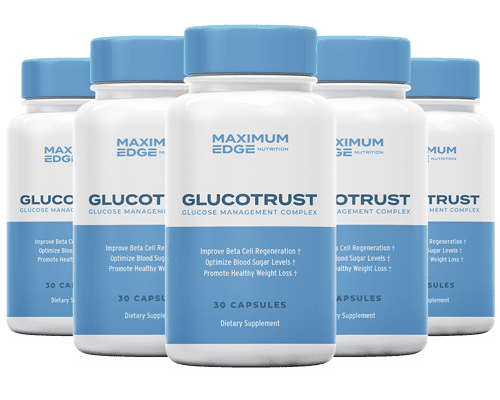 MAXIMUM
EDGE NUTRITION
GLUCOTRUST
GLUCOSE MANAGEMENT COMPLEX
Improve Beta Cell Regeneration †
Optimize Blood Sugar Levels †
Promote Healthy Weight Loss †
30 CAPSULES
Dietary Supplement